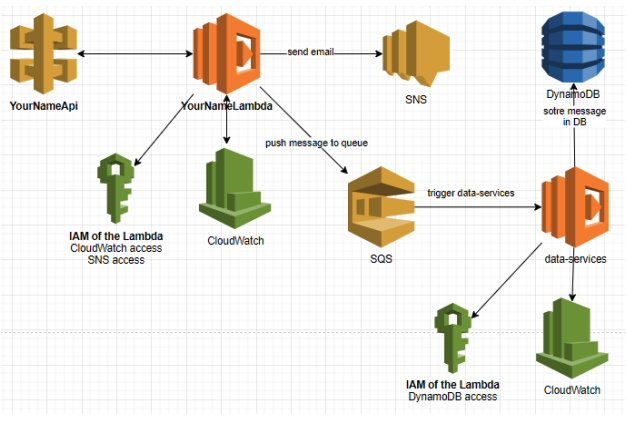 send email
YourNameApi
YourNameLambda
SNS
DynamoDB
sotre message
in DB
push message to queue
trigger data-services
IAM of the Lambda
CloudWatch access
SNS access
CloudWatch
SQS
data-services
IAM of the Lambda
DynamoDB access
CloudWatch